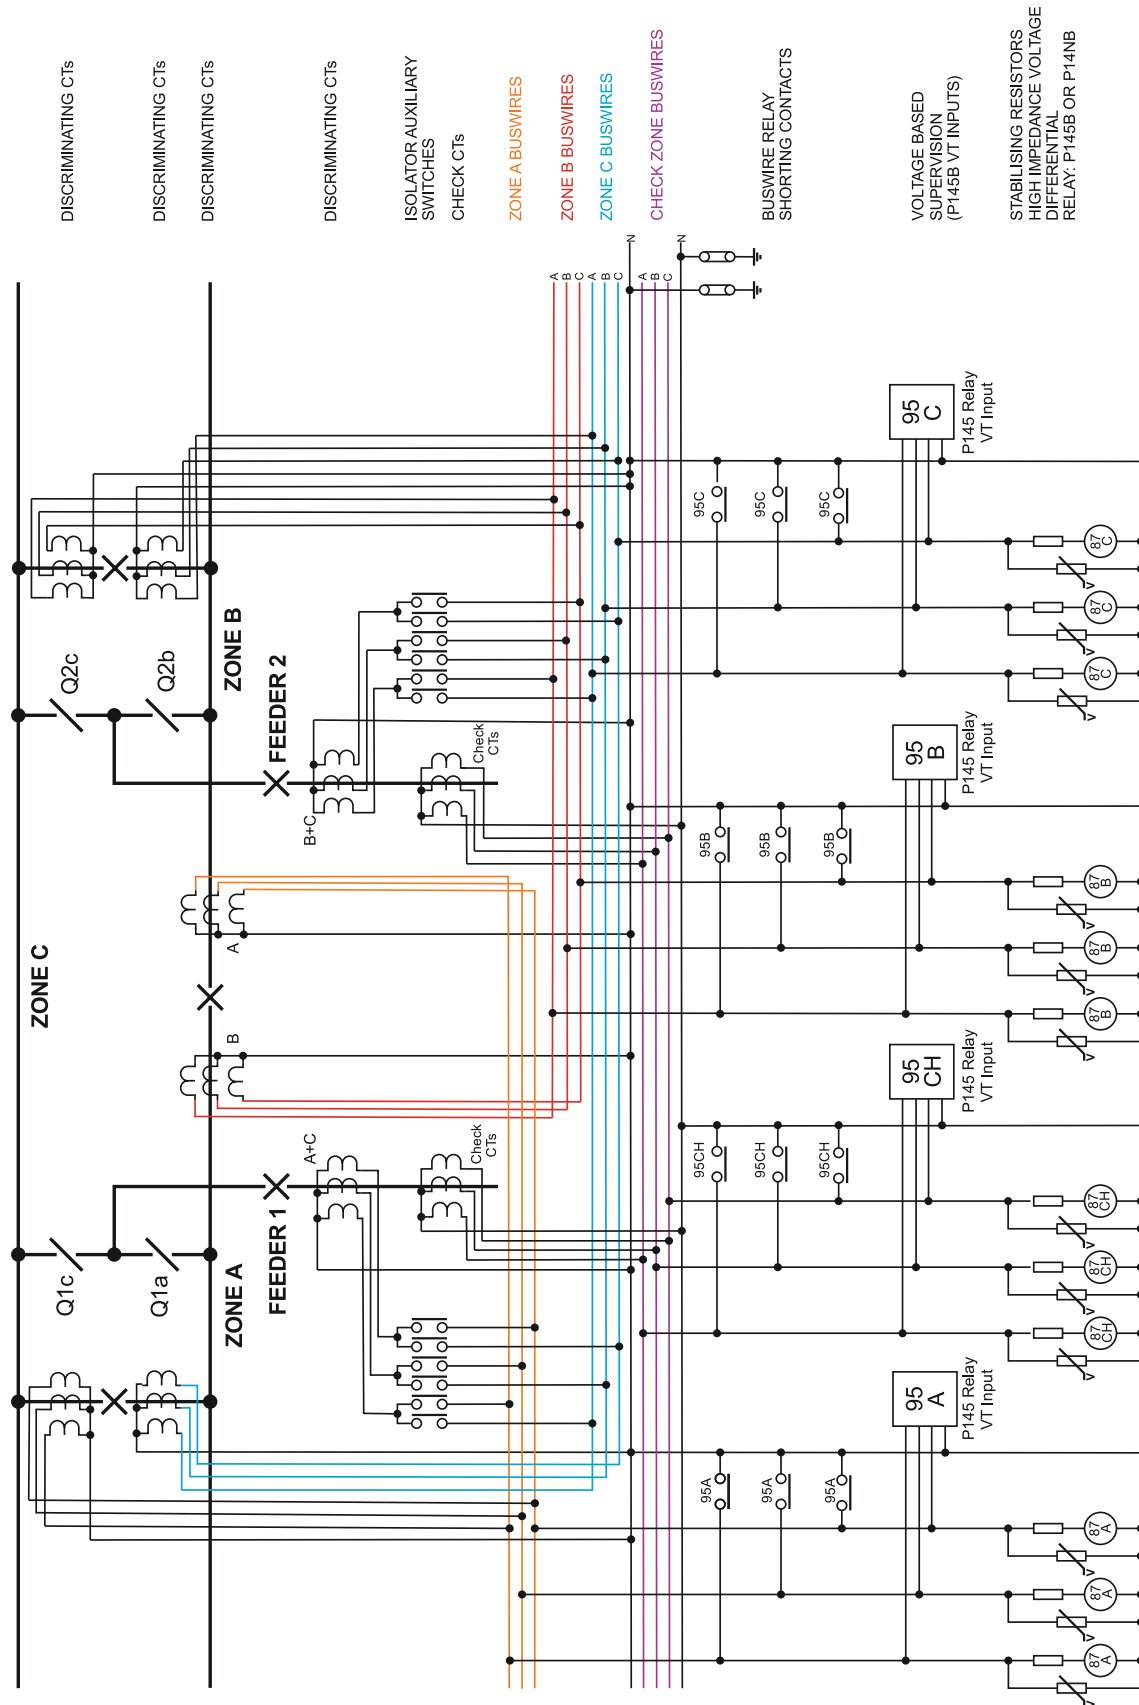 DISCRIMINATING CTs
DISCRIMINATING CTs
DISCRIMINATING CTs
DISCRIMINATING CTs
ISOLATOR AUXILIARY
SWITCHES
CHECK CTs
ZONE A BUSWIRES
ZONE B BUSWIRES
ZONE C BUSWIRES
CHECK ZONE BUSWIRES
BUSWIRE RELAY
SHORTING CONTACTS
VOLTAGE BASED
SUPERVISION
(P145B VT INPUTS)
STABILISING RESISTORS
HIGH IMPEDANCE VOLTAGE
DIFFERENTIAL
RELAY: P145B OR P14NB
ZONE C
Q1c
Q2c
Q1a
Q2b
ZONE A
ZONE B
FEEDER 1
FEEDER 2
B
A
A+C
B+C
Check
CTs
Check
CTs
A
B
C
A
B
C
N
A
B
C
N
95A
95A
95A
95CH
95CH
95CH
95B
95B
95B
95C
95C
95C
95
A
P145 Relay
VT Input
95
CH
P145 Relay
VT Input
95
B
P145 Relay
VT Input
95
C
P145 Relay
VT Input
87
A
87
A
87
A
87
CH
87
CH
87
CH
87
B
87
B
87
B
87
C
87
C
87
C
V
V
V
V
V
V
V
V
V
V
V
V